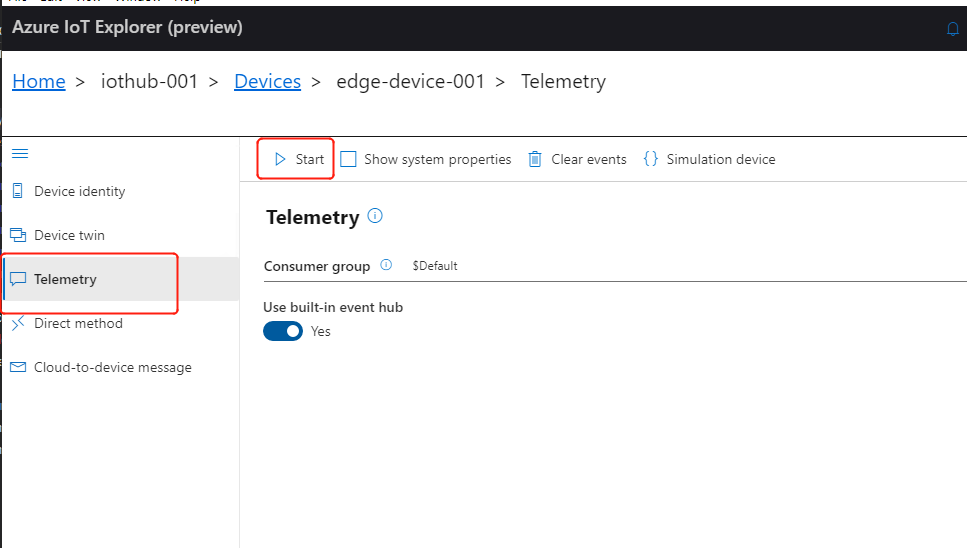 Azure IoT Explorer (preview)
Home > iothub-001 > Devices > edge-device-001 > Telemetry
Start Show system properties Clear events {} Simulation device
Device identity
Device twin
Telemetry
Direct method
Cloud-to-device message
Telemetry
Consumer group $Default
Use built-in event hub
Yes